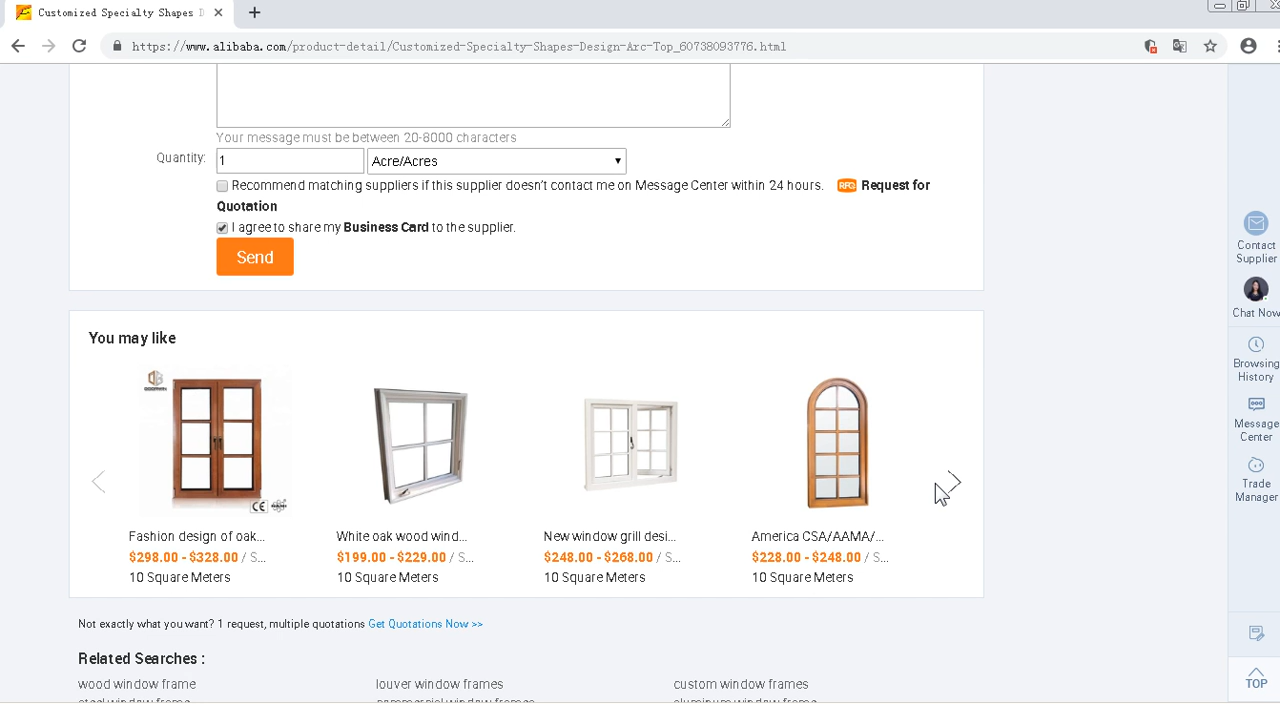 Customized Specialty Shapes D
https://www.alibaba.com/product-detail/Customized-Specialty-Shapes-Design-Arc-Top_60738093776.html
Your message must be between 20-8000 characters
Quantity: 1 Acre/Acres
Recommend matching suppliers if this supplier doesn't contact me on Message Center within 24 hours. RFQ Request for
Quotation
I agree to share my Business Card to the supplier.
Send
Contact
Supplier
Chat Now
Browsing
History
Message
Center
Trade
Manager
TOP
You may like
Fashion design of oak...
$298.00 - $328.00 / S...
10 Square Meters
White oak wood wind...
$199.00 - $229.00 / S...
10 Square Meters
New window grill desi...
$248.00 - $268.00 / S...
10 Square Meters
America CSA/AAMA/...
$228.00 - $248.00 / S...
10 Square Meters
Not exactly what you want? 1 request, multiple quotations Get Quotations Now >>
Related Searches :
wood window frame
louver window frames
custom window frames